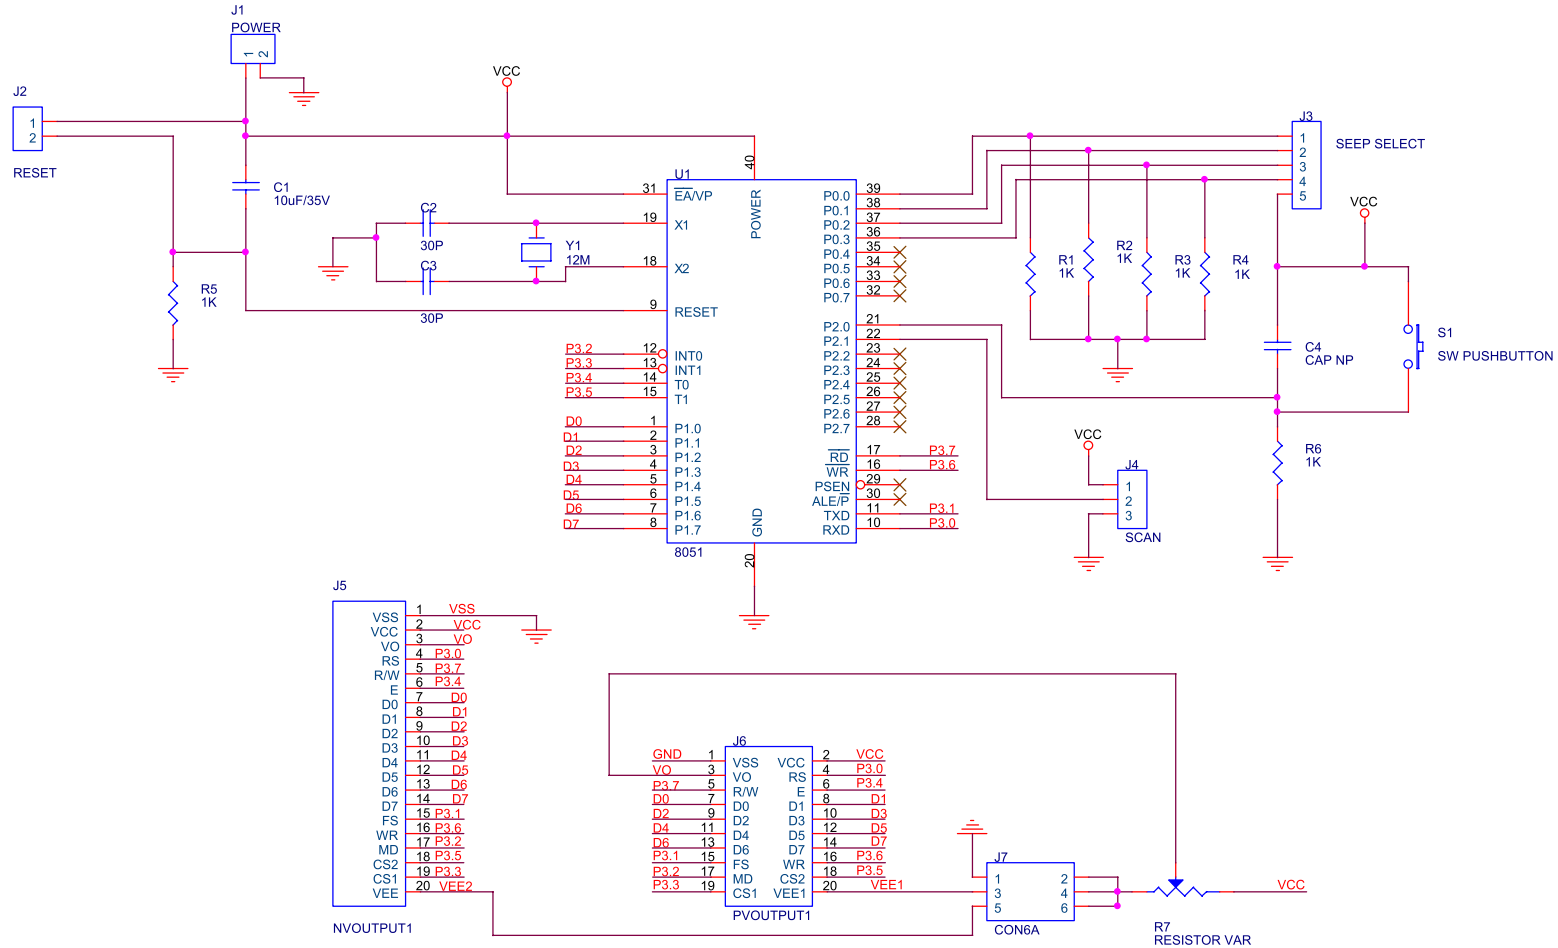 J1
POWER
1 2
J2
1
2
RESET
VCC
C1
10uF/35V
R5
1K
C2
30P
C3
30P
Y1
12M
U1
40
POWER
31 EA/VP
19 X1
18 X2
9 RESET
P3.2 12 INT0
P3.3 13 INT1
P3.4 14 T0
P3.5 15 T1
D0 1 P1.0
D1 2 P1.1
D2 3 P1.2
D3 4 P1.3
D4 5 P1.4
D5 6 P1.5
D6 7 P1.6
D7 8 P1.7
P0.0 39
P0.1 38
P0.2 37
P0.3 36
P0.4 35
P0.5 34
P0.6 33
P0.7 32
P2.0 21
P2.1 22
P2.2 23
P2.3 24
P2.4 25
P2.5 26
P2.6 27
P2.7 28
RD 17 P3.7
WR 16 P3.6
PSEN 29
ALE/P 30
TXD 11 P3.1
RXD 10 P3.0
GND
20
8051
J3
SEEP SELECT
1
2
3
4
5
R1
1K
R2
1K
R3
1K
R4
1K
VCC
C4
CAP NP
S1
SW PUSHBUTTON
R6
1K
VCC
J4
1
2
3
SCAN
J5
VSS 1 VSS
VCC 2 VCC
VO 3 VO
RS 4 P3.0
R/W 5 P3.7
E 6 P3.4
D0 7 D0
D1 8 D1
D2 9 D2
D3 10 D3
D4 11 D4
D5 12 D5
D6 13 D6
D7 14 D7
FS 15 P3.1
WR 16 P3.6
MD 17 P3.2
CS2 18 P3.5
CS1 19 P3.3
VEE 20 VEE2
NVOUTPUT1
J6
GND 1 VSS VCC 2 VCC
VO 3 VO RS 4 P3.0
P3.7 5 R/W E 6 P3.4
D0 7 D0 D1 8 D1
D2 9 D2 D3 10 D3
D4 11 D4 D5 12 D5
D6 13 D6 D7 14 D7
P3.1 15 FS WR 16 P3.6
P3.2 17 MD CS2 18 P3.5
P3.3 19 CS1 VEE1 20 VEE1
PVOUTPUT1
J7
1 2
3 4
5 6
CON6A
VCC
R7
RESISTOR VAR